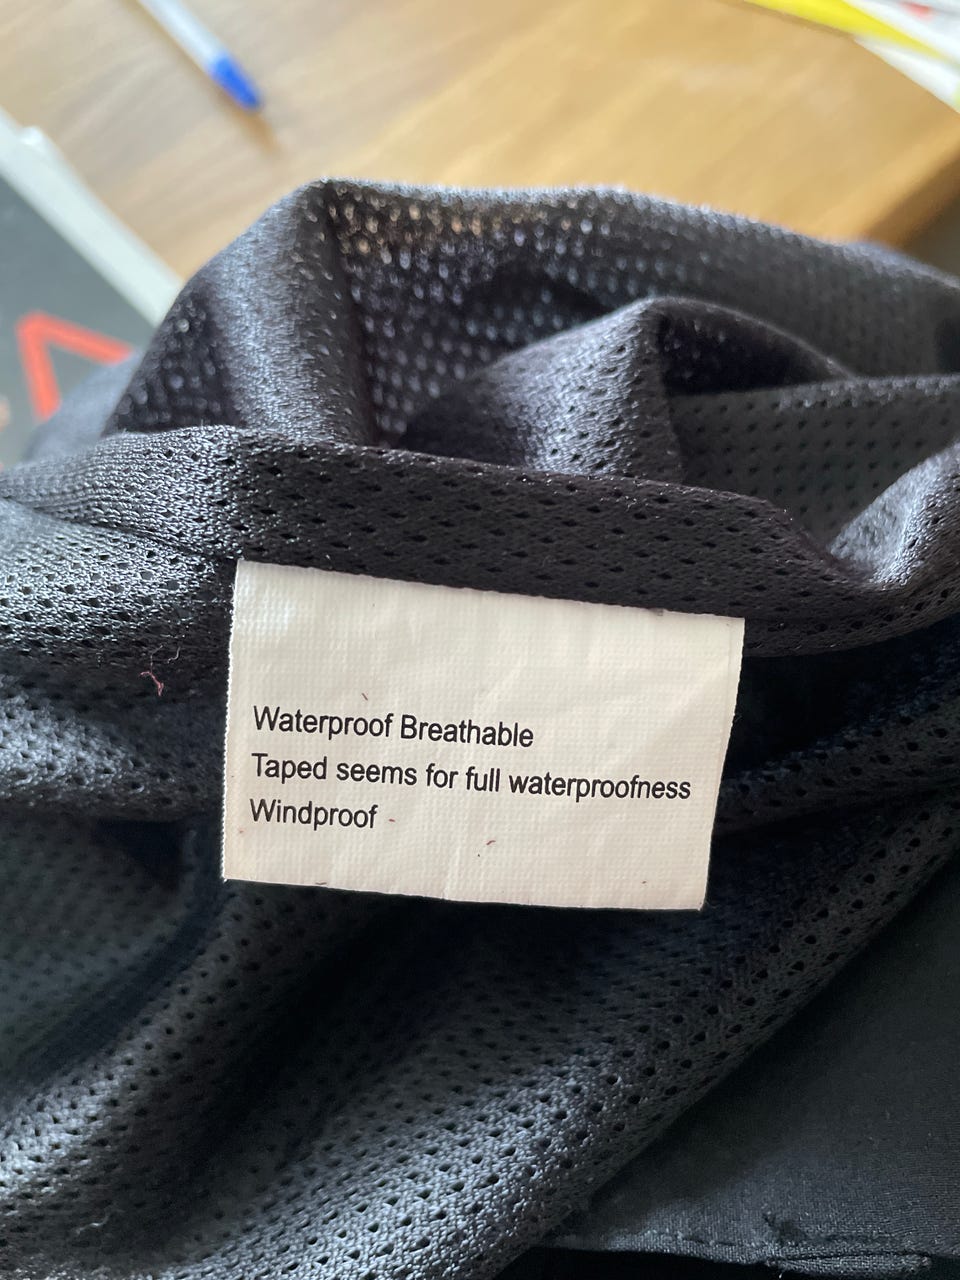 Waterproof Breathable
Taped seems for full waterproofness
Windproof